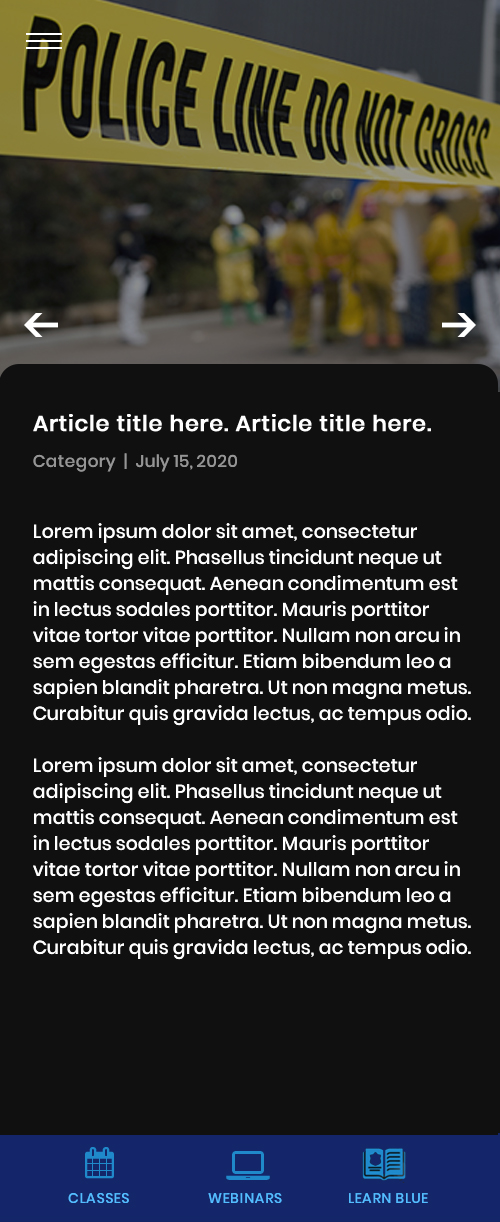 POLICE LINE DO NOT CROSS
Article title here. Article title here.
Category | July 15, 2020
Lorem ipsum dolor sit amet, consectetur
adipiscing elit. Phasellus tincidunt neque ut
mattis consequat. Aenean condimentum est
in lectus sodales porttitor. Mauris porttitor
vitae tortor vitae porttitor. Nullam non arcu in
sem egestas efficitur. Etiam bibendum leo a
sapien blandit pharetra. Ut non magna metus.
Curabitur quis gravida lectus, ac tempus odio.
Lorem ipsum dolor sit amet, consectetur
adipiscing elit. Phasellus tincidunt neque ut
mattis consequat. Aenean condimentum est
in lectus sodales porttitor. Mauris porttitor
vitae tortor vitae porttitor. Nullam non arcu in
sem egestas efficitur. Etiam bibendum leo a
sapien blandit pharetra. Ut non magna metus.
Curabitur quis gravida lectus, ac tempus odio.
CLASSES WEBINARS LEARN BLUE